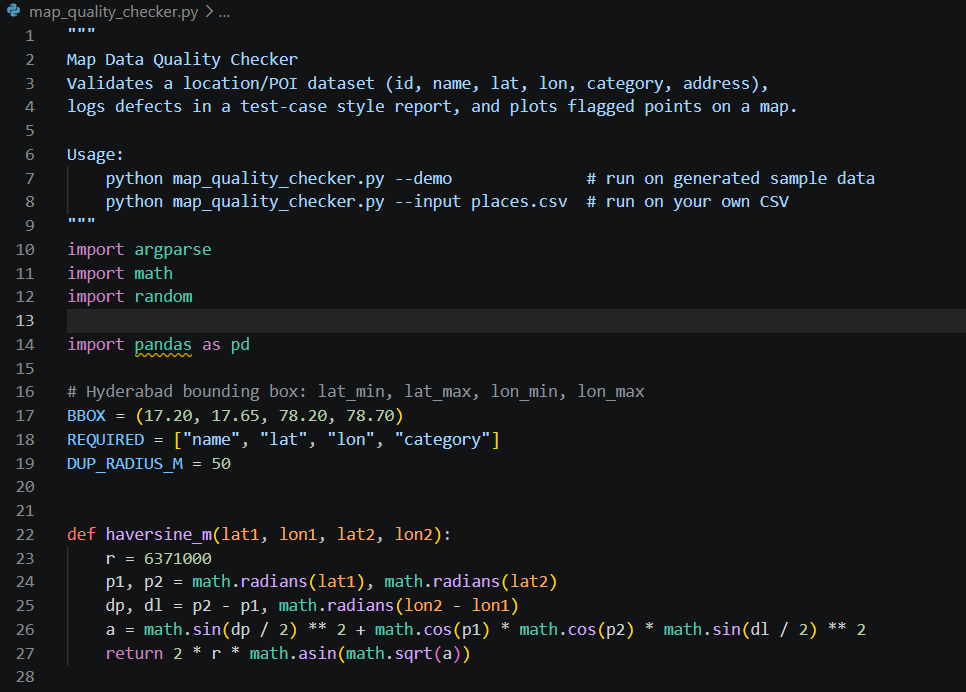 map_quality_checker.py > ...
1 """
2 Map Data Quality Checker
3 Validates a location/POI dataset (id, name, lat, lon, category, address),
4 logs defects in a test-case style report, and plots flagged points on a map.
5
6 Usage:
7     python map_quality_checker.py --demo              # run on generated sample data
8     python map_quality_checker.py --input places.csv  # run on your own CSV
9 """
10 import argparse
11 import math
12 import random
13
14 import pandas as pd
15
16 # Hyderabad bounding box: lat_min, lat_max, lon_min, lon_max
17 BBOX = (17.20, 17.65, 78.20, 78.70)
18 REQUIRED = ["name", "lat", "lon", "category"]
19 DUP_RADIUS_M = 50
20
21
22 def haversine_m(lat1, lon1, lat2, lon2):
23     r = 6371000
24     p1, p2 = math.radians(lat1), math.radians(lat2)
25     dp, dl = p2 - p1, math.radians(lon2 - lon1)
26     a = math.sin(dp / 2) ** 2 + math.cos(p1) * math.cos(p2) * math.sin(dl / 2) ** 2
27     return 2 * r * math.asin(math.sqrt(a))
28